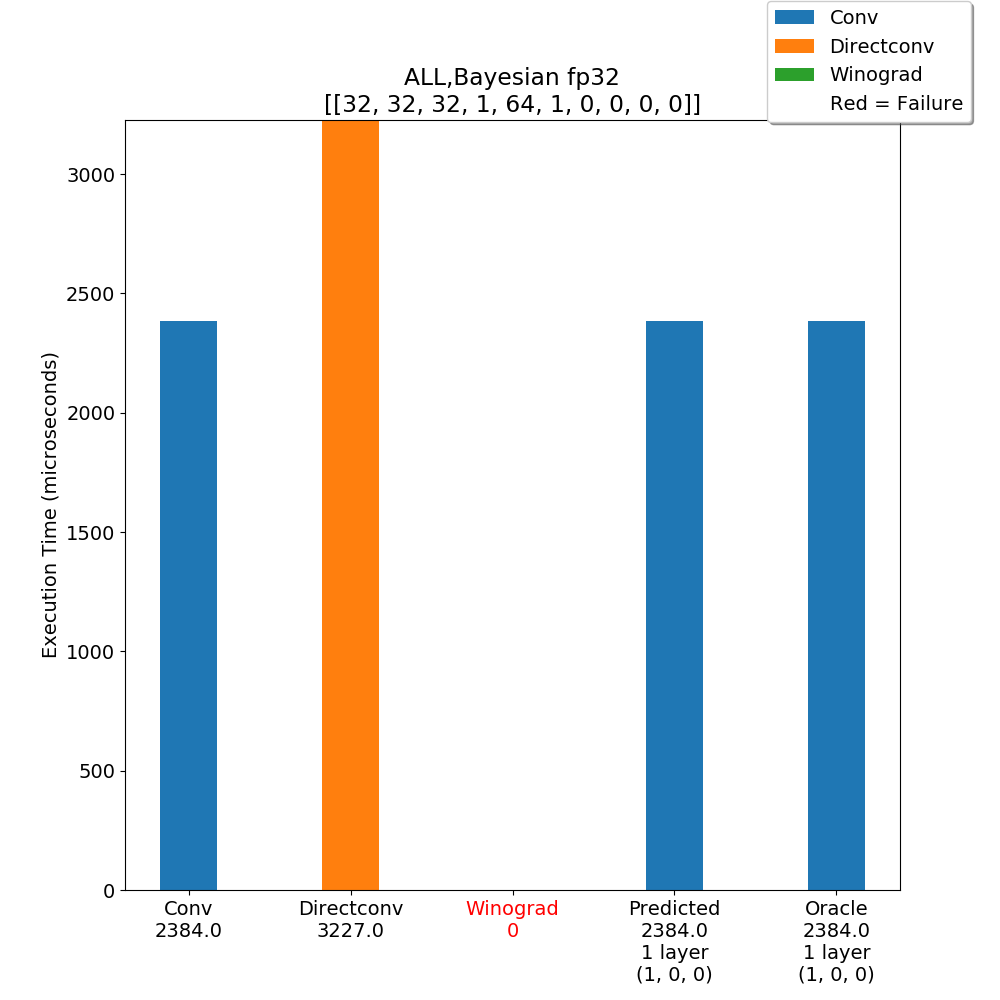 Conv
Directconv
Winograd
Red = Failure
ALL,Bayesian fp32
[[32, 32, 32, 1, 64, 1, 0, 0, 0, 0]]
Execution Time (microseconds)
3000
2500
2000
1500
1000
500
0
Conv
2384.0
Directconv
3227.0
Winograd
0
Predicted
2384.0
1 layer
(1, 0, 0)
Oracle
2384.0
1 layer
(1, 0, 0)